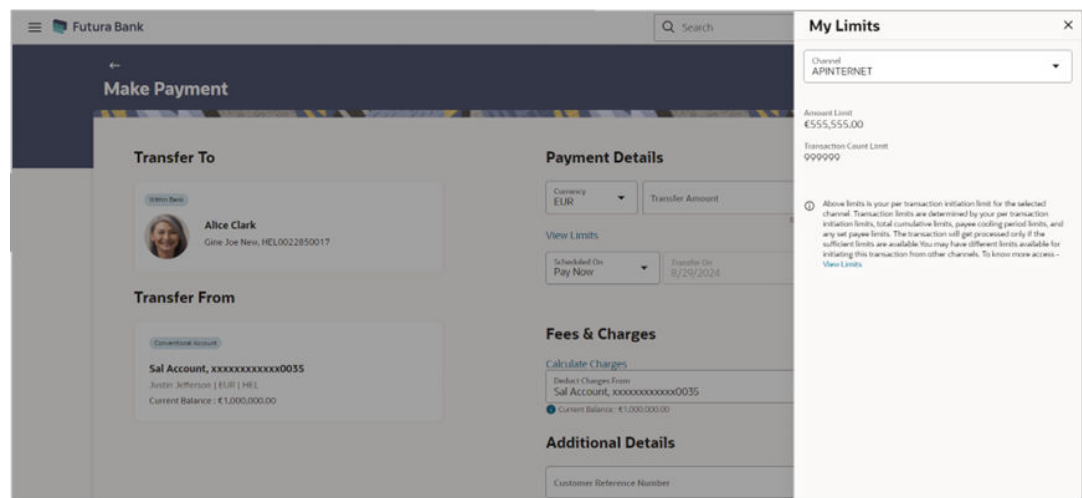 Futura Bank
Search
Make Payment
Transfer To
Within Bank
Alice Clark
Gine Joe New, HEL0022850017
Transfer From
Conventional Account
Sal Account, xxxxxxxxxxxx0035
Justin Jefferson | EUR | HEL
Current Balance : €1,000,000.00
Payment Details
Currency
EUR
Transfer Amount
View Limits
Scheduled On
Pay Now
Transfer On
8/29/2024
Fees & Charges
Calculate Charges
Deduct Charges From
Sal Account, xxxxxxxxxxxx0035
Current Balance : €1,000,000.00
Additional Details
Customer Reference Number
My Limits
Channel
APINTERNET
Amount Limit
€555,555.00
Transaction Count Limit
999999
Above limits is your per transaction initiation limit for the selected
channel. Transaction limits are determined by your per transaction
initiation limits, total cumulative limits, payee cooling period limits, and
any set payee limits. The transaction will get processed only if the
sufficient limits are available.You may have different limits available for
initiating this transaction from other channels. To know more access -
View Limits